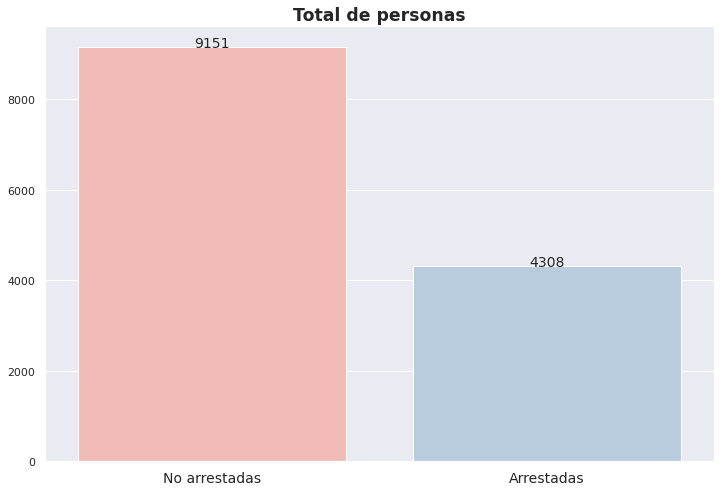 Total de personas
9151
8000
6000
4308
4000
2000
0
No arrestadas
Arrestadas